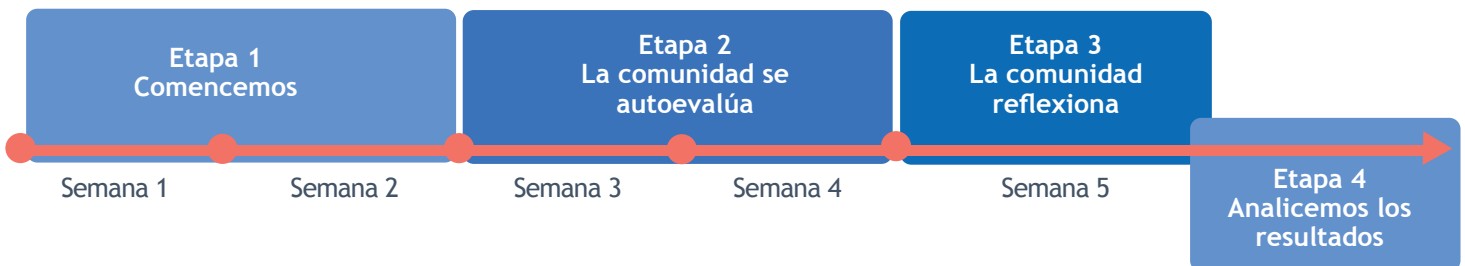 Etapa 1
Comencemos
Etapa 2
La comunidad se
autoevalúa
Etapa 3
La comunidad
reflexiona
Semana 1
Semana 2
Semana 3
Semana 4
Semana 5
Etapa 4
Analicemos los
resultados